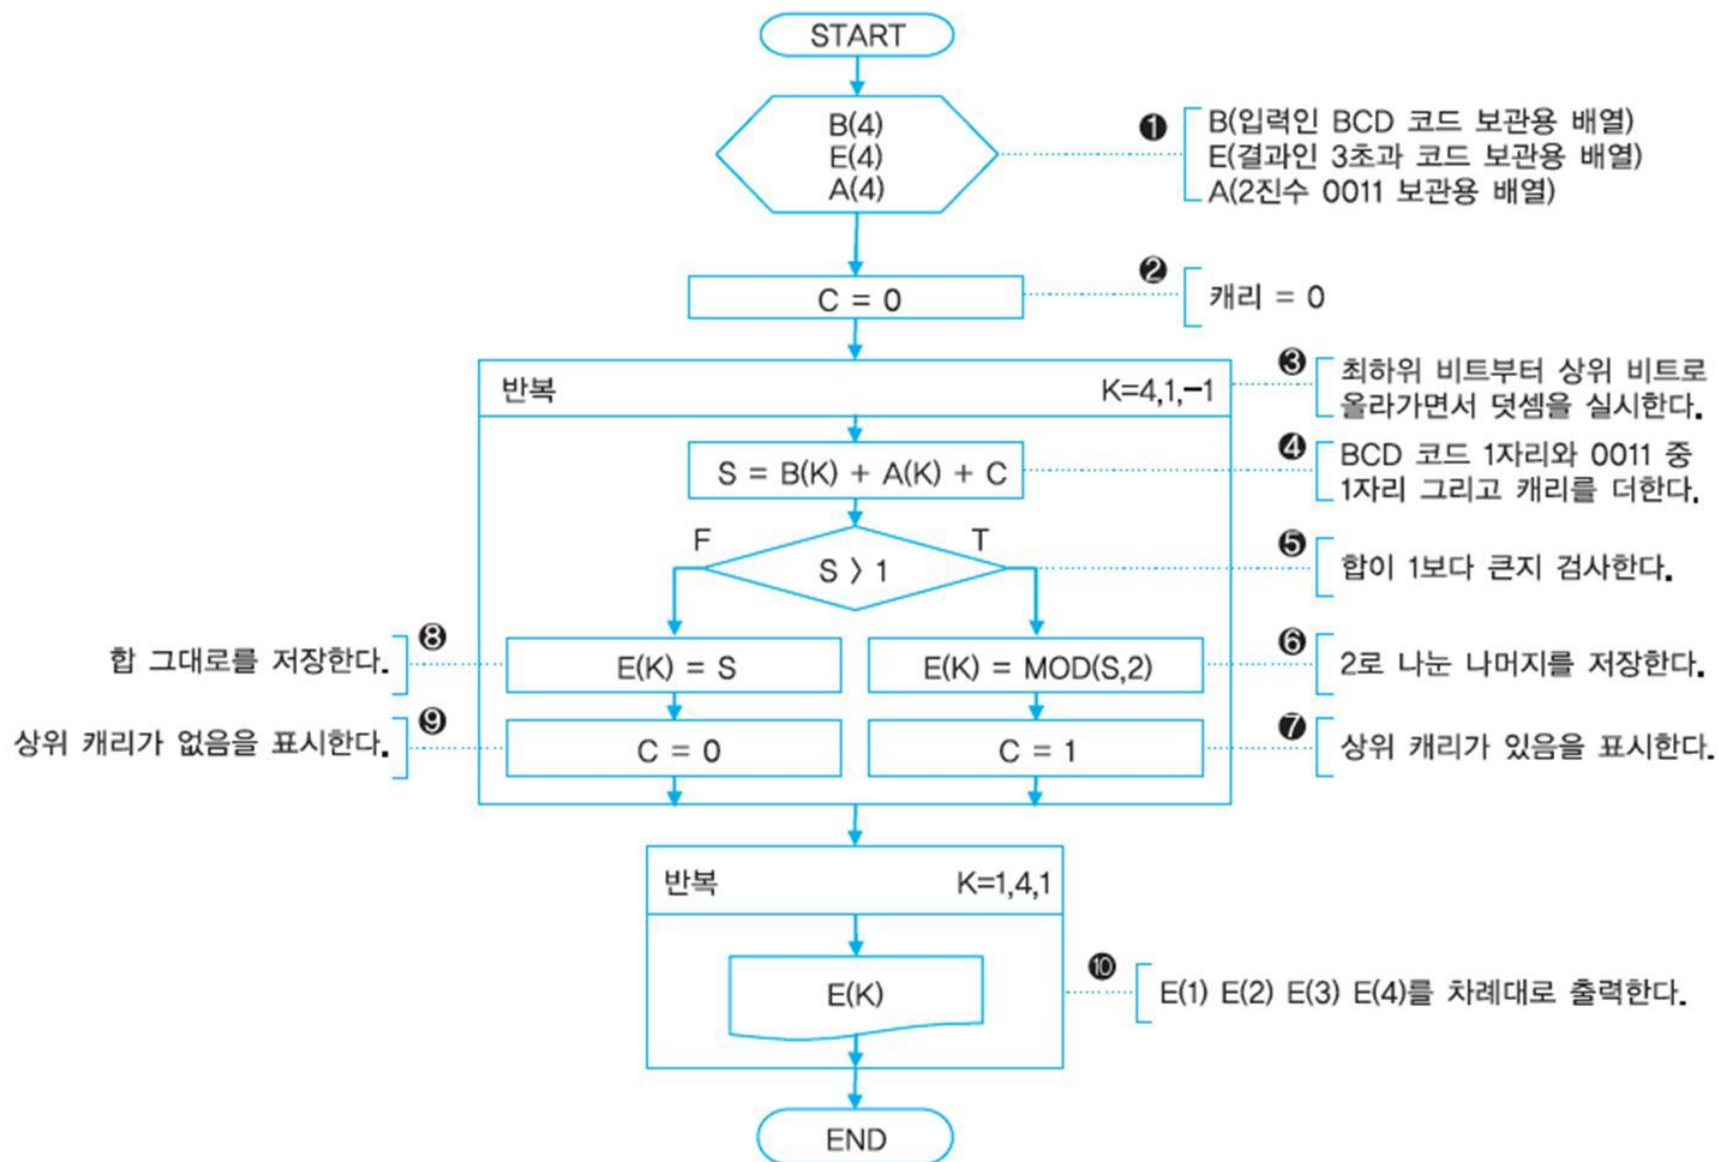 START
B(4)
E(4)
A(4)
❶
B(입력인 BCD 코드 보관용 배열)
E(결과인 3초과 코드 보관용 배열)
A(2진수 0011 보관용 배열)
C = 0
❷
캐리 = 0
반복
K=4,1,-1
❸
최하위 비트부터 상위 비트로
올라가면서 덧셈을 실시한다.
S = B(K) + A(K) + C
❹
BCD 코드 1자리와 0011 중
1자리 그리고 캐리를 더한다.
F
T
S > 1
❺
합이 1보다 큰지 검사한다.
합 그대로를 저장한다.
❽
E(K) = S
E(K) = MOD(S,2)
❻
2로 나눈 나머지를 저장한다.
상위 캐리가 없음을 표시한다.
❾
C = 0
C = 1
❼
상위 캐리가 있음을 표시한다.
반복
K=1,4,1
E(K)
❿
E(1) E(2) E(3) E(4)를 차례대로 출력한다.
END